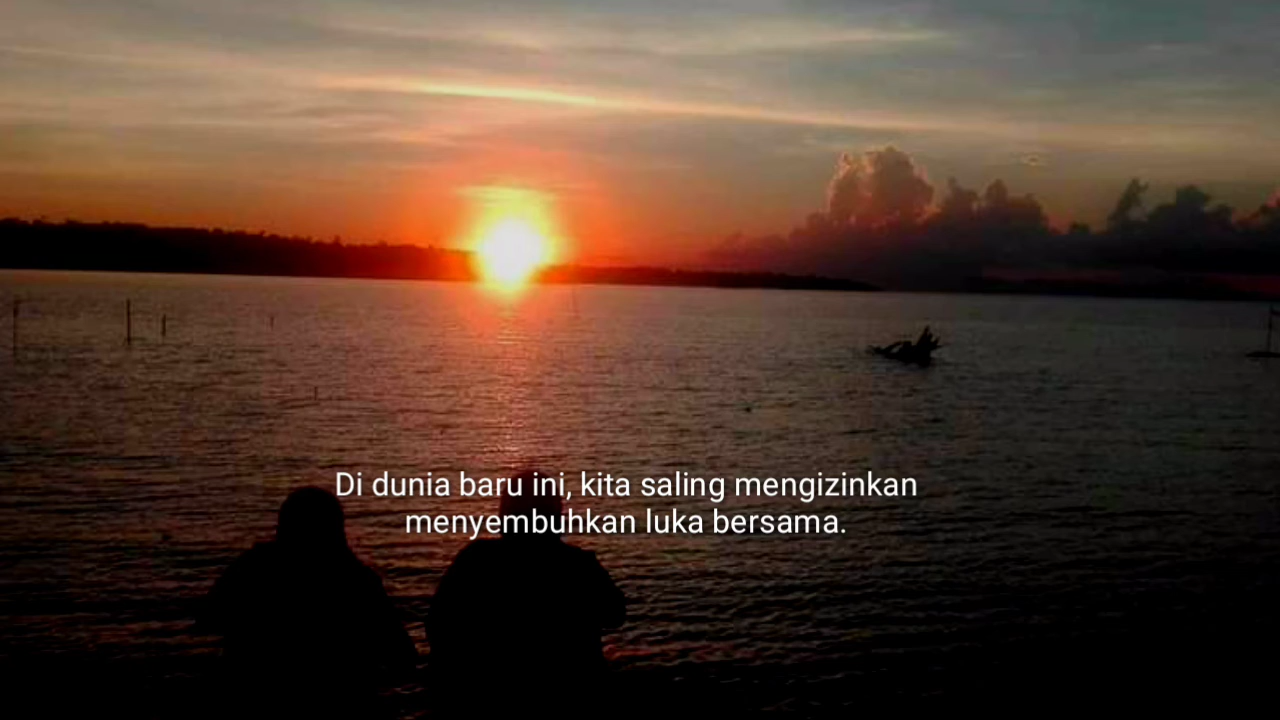 Di dunia baru ini, kita saling mengizinkan
menyembuhkan luka bersama.